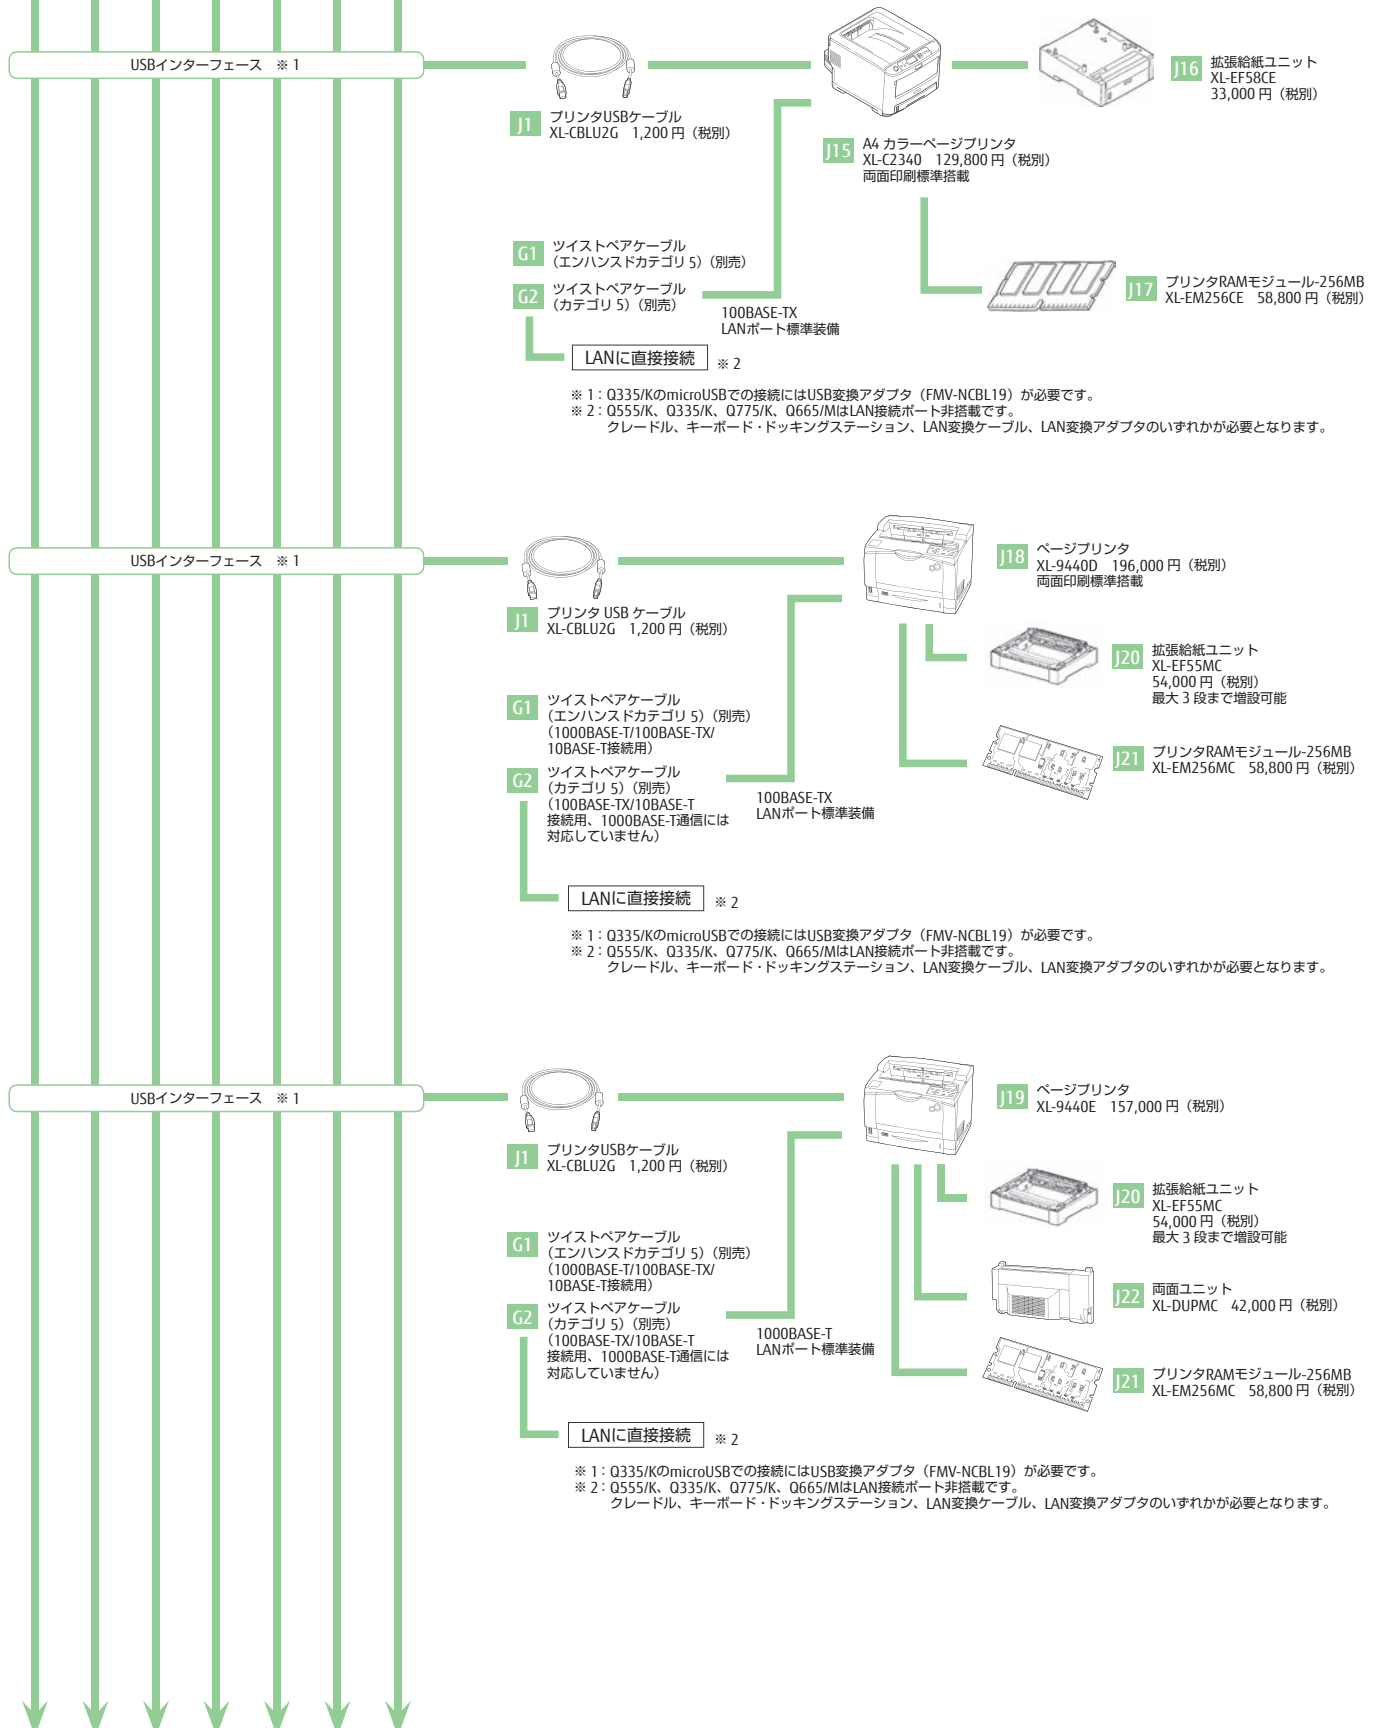 USBインターフェース ※1
J1 プリンタUSBケーブル
XL-CBLU2G 1,200円（税別）
J15 A4 カラーページプリンタ
XL-C2340 129,800円（税別）
両面印刷標準搭載
J16 拡張給紙ユニット
XL-EF58CE
33,000円（税別）
G1 ツイストペアケーブル
（エンハンスドカテゴリ5）（別売）
G2 ツイストペアケーブル
（カテゴリ5）（別売）
100BASE-TX
LANポート標準装備
J17 プリンタRAMモジュール-256MB
XL-EM256CE 58,800円（税別）
LANに直接接続 ※2
※1：Q335/KのmicroUSBでの接続にはUSB変換アダプタ（FMV-NCBL19）が必要です。
※2：Q555/K、Q335/K、Q775/K、Q665/MはLAN接続ポート非搭載です。
クレードル、キーボード・ドッキングステーション、LAN変換ケーブル、LAN変換アダプタのいずれかが必要となります。
USBインターフェース ※1
J1 プリンタ USB ケーブル
XL-CBLU2G 1,200円（税別）
J18 ページプリンタ
XL-9440D 196,000円（税別）
両面印刷標準搭載
J20 拡張給紙ユニット
XL-EF55MC
54,000円（税別）
最大3段まで増設可能
G1 ツイストペアケーブル
（エンハンスドカテゴリ5）（別売）
（1000BASE-T/100BASE-TX/
10BASE-T接続用）
G2 ツイストペアケーブル
（カテゴリ5）（別売）
（100BASE-TX/10BASE-T
接続用、1000BASE-T通信には
対応していません）
100BASE-TX
LANポート標準装備
J21 プリンタRAMモジュール-256MB
XL-EM256MC 58,800円（税別）
LANに直接接続 ※2
※1：Q335/KのmicroUSBでの接続にはUSB変換アダプタ（FMV-NCBL19）が必要です。
※2：Q555/K、Q335/K、Q775/K、Q665/MはLAN接続ポート非搭載です。
クレードル、キーボード・ドッキングステーション、LAN変換ケーブル、LAN変換アダプタのいずれかが必要となります。
USBインターフェース ※1
J1 プリンタUSBケーブル
XL-CBLU2G 1,200円（税別）
J19 ページプリンタ
XL-9440E 157,000円（税別）
J20 拡張給紙ユニット
XL-EF55MC
54,000円（税別）
最大3段まで増設可能
G1 ツイストペアケーブル
（エンハンスドカテゴリ5）（別売）
（1000BASE-T/100BASE-TX/
10BASE-T接続用）
G2 ツイストペアケーブル
（カテゴリ5）（別売）
（100BASE-TX/10BASE-T
接続用、1000BASE-T通信には
対応していません）
1000BASE-T
LANポート標準装備
J22 両面ユニット
XL-DUPMC 42,000円（税別）
J21 プリンタRAMモジュール-256MB
XL-EM256MC 58,800円（税別）
LANに直接接続 ※2
※1：Q335/KのmicroUSBでの接続にはUSB変換アダプタ（FMV-NCBL19）が必要です。
※2：Q555/K、Q335/K、Q775/K、Q665/MはLAN接続ポート非搭載です。
クレードル、キーボード・ドッキングステーション、LAN変換ケーブル、LAN変換アダプタのいずれかが必要となります。